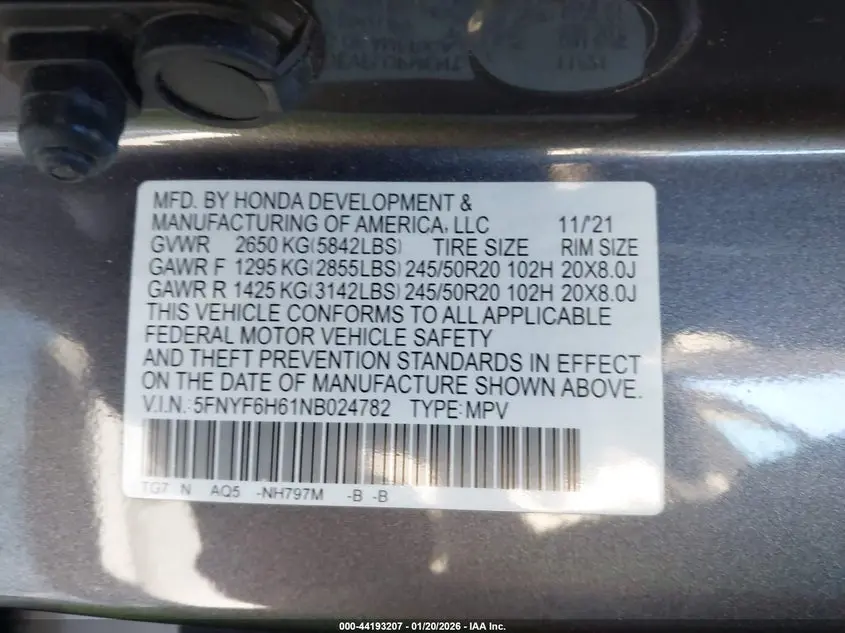 MFD. BY HONDA DEVELOPMENT &
MANUFACTURING OF AMERICA, LLC 11/'21
GVWR 2650 KG(5842LBS) TIRE SIZE RIM SIZE
GAWR F 1295 KG(2855LBS) 245/50R20 102H 20X8.0J
GAWR R 1425 KG(3142LBS) 245/50R20 102H 20X8.0J
THIS VEHICLE CONFORMS TO ALL APPLICABLE
FEDERAL MOTOR VEHICLE SAFETY
AND THEFT PREVENTION STANDARDS IN EFFECT
ON THE DATE OF MANUFACTURE SHOWN ABOVE.
V.I.N.:5FNYF6H61NB024782 TYPE:MPV
TG7 N AQ5 -NH797M -B -B
000-44193207 - 01/20/2026 - IAA Inc.